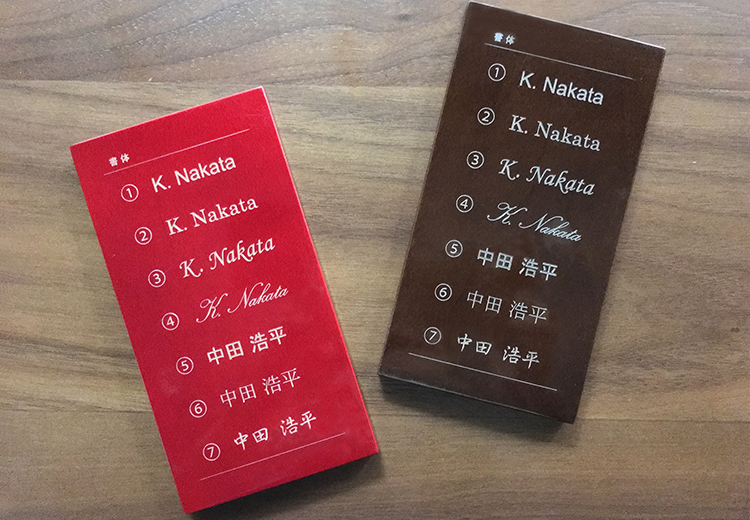 書体
① K. Nakata
② K. Nakata
③ K. Nakata
④ K. Nakata
⑤ 中田 浩平
⑥ 中田 浩平
⑦ 中田 浩平
書体
① K. Nakata
② K. Nakata
③ K. Nakata
④ K. Nakata
⑤ 中田 浩平
⑥ 中田 浩平
⑦ 中田 浩平